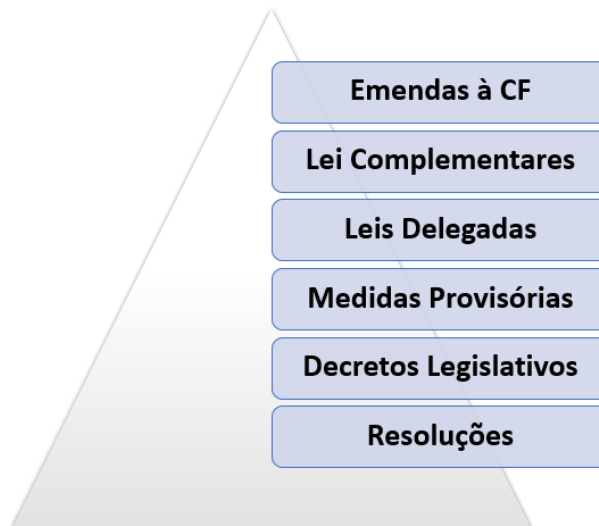 Emendas à CF
Lei Complementares
Leis Delegadas
Medidas Provisórias
Decretos Legislativos
Resoluções